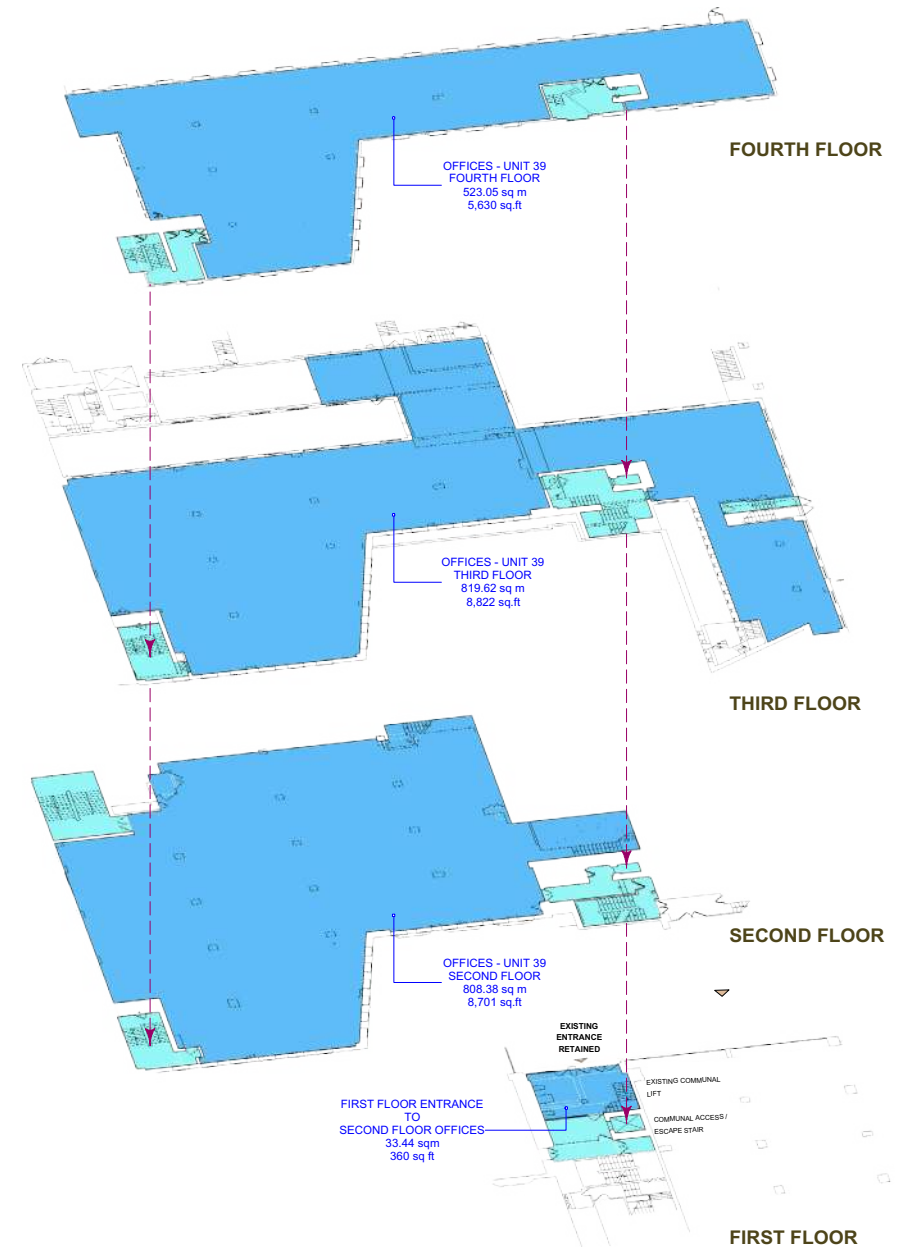 FOURTH FLOOR
OFFICES - UNIT 39
FOURTH FLOOR
523.05 sq m
5,630 sq.ft
OFFICES - UNIT 39
THIRD FLOOR
819.62 sq m
8,822 sq.ft
THIRD FLOOR
SECOND FLOOR
OFFICES - UNIT 39
SECOND FLOOR
808.38 sq m
8,701 sq.ft
EXISTING
ENTRANCE
RETAINED
EXISTING COMMUNAL
LIFT
COMMUNAL ACCESS /
ESCAPE STAIR
FIRST FLOOR ENTRANCE
TO
SECOND FLOOR OFFICES
33.44 sqm
360 sq ft
FIRST FLOOR